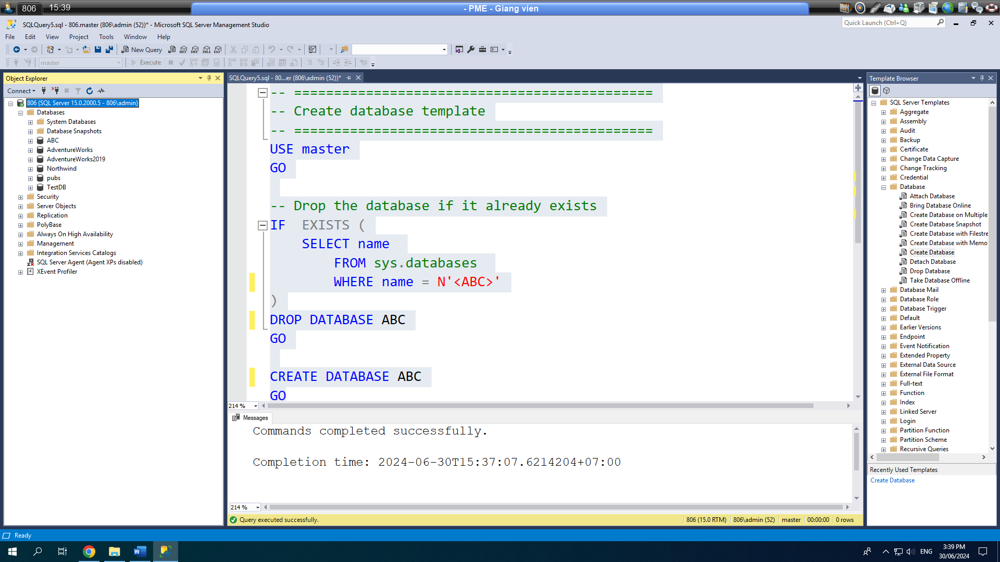 806
15:39
- PME - Giang vien
SQLQuery5.sql - 806.master (806\admin (52))* - Microsoft SQL Server Management Studio
Quick Launch (Ctrl+Q)
File Edit View Project Tools Window Help
New Query
MDX DMX XMLA DAX
master
Execute
Object Explorer
Connect
806 (SQL Server 15.0.2000.5 - 806\admin)
Databases
System Databases
Database Snapshots
ABC
AdventureWorks
AdventureWorks2019
Northwind
pubs
TestDB
Security
Server Objects
Replication
PolyBase
Always On High Availability
Management
Integration Services Catalogs
SQL Server Agent (Agent XPs disabled)
XEvent Profiler
SQLQuery5.sql - 80...er (806\admin (52))*
-- =============================================
-- Create database template
-- =============================================
USE master
GO
-- Drop the database if it already exists
IF  EXISTS (
SELECT name
FROM sys.databases
WHERE name = N'<ABC>'
)
DROP DATABASE ABC
GO
CREATE DATABASE ABC
GO
214 %
Messages
Commands completed successfully.
Completion time: 2024-06-30T15:37:07.6214204+07:00
214 %
Query executed successfully.
806 (15.0 RTM)
806\admin (52)
master
00:00:00
0 rows
Template Browser
SQL Server Templates
Aggregate
Assembly
Audit
Backup
Certificate
Change Data Capture
Change Tracking
Credential
Database
Attach Database
Bring Database Online
Create Database on Multiple
Create Database Snapshot
Create Database with Filestre
Create Database with Memo
Create Database
Detach Database
Drop Database
Take Database Offline
Database Mail
Database Role
Database Trigger
Default
Earlier Versions
Endpoint
Event Notification
Extended Property
External Data Source
External File Format
Full-text
Function
Index
Linked Server
Login
Partition Function
Partition Scheme
Recursive Queries
Recently Used Templates
Create Database
Ready
ENG
3:39 PM
30/06/2024